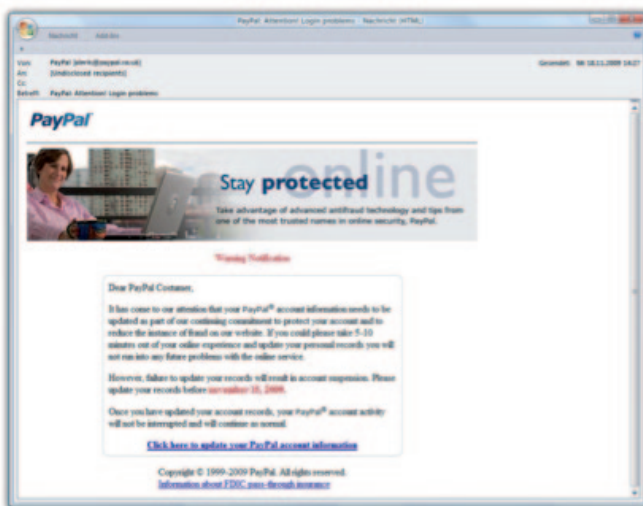 PayPal: Attention! Login problems - Nachricht (HTML)
Nachricht Add-Ins
Von: PayPal
An: [Undisclosed recipients]
Cc:
Betreff: PayPal: Attention! Login problems
Gesendet: 14:27
PayPal
online
Stay protected
Take advantage of advanced antifraud technology and tips from
one of the most trusted names in online security, PayPal.
Warning Notification
Dear PayPal Costumer,
It has come to our attention that your PayPal® account information needs to be
updated as part of our continuing commitment to protect your account and to
reduce the instance of fraud on our website. If you could please take 5-10
minutes out of your online experience and update your personal records you will
not run into any future problems with the online service.
However, failure to update your records will result in account suspension. Please
update your records before
Once you have updated your account records, your PayPal® account activity
will not be interrupted and will continue as normal.
Click here to update your PayPal account information
Copyright © 1999-2009 PayPal. All rights reserved.
Information about FDIC pass-through insurance